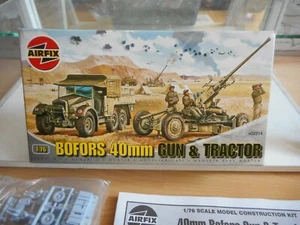 AIRFIX
1:76
BOFORS 40mm GUN & TRACTOR
A02314
AIRFIX
1/76 SCALE MODEL CONSTRUCTION KIT
40mm Bofors Gun & T